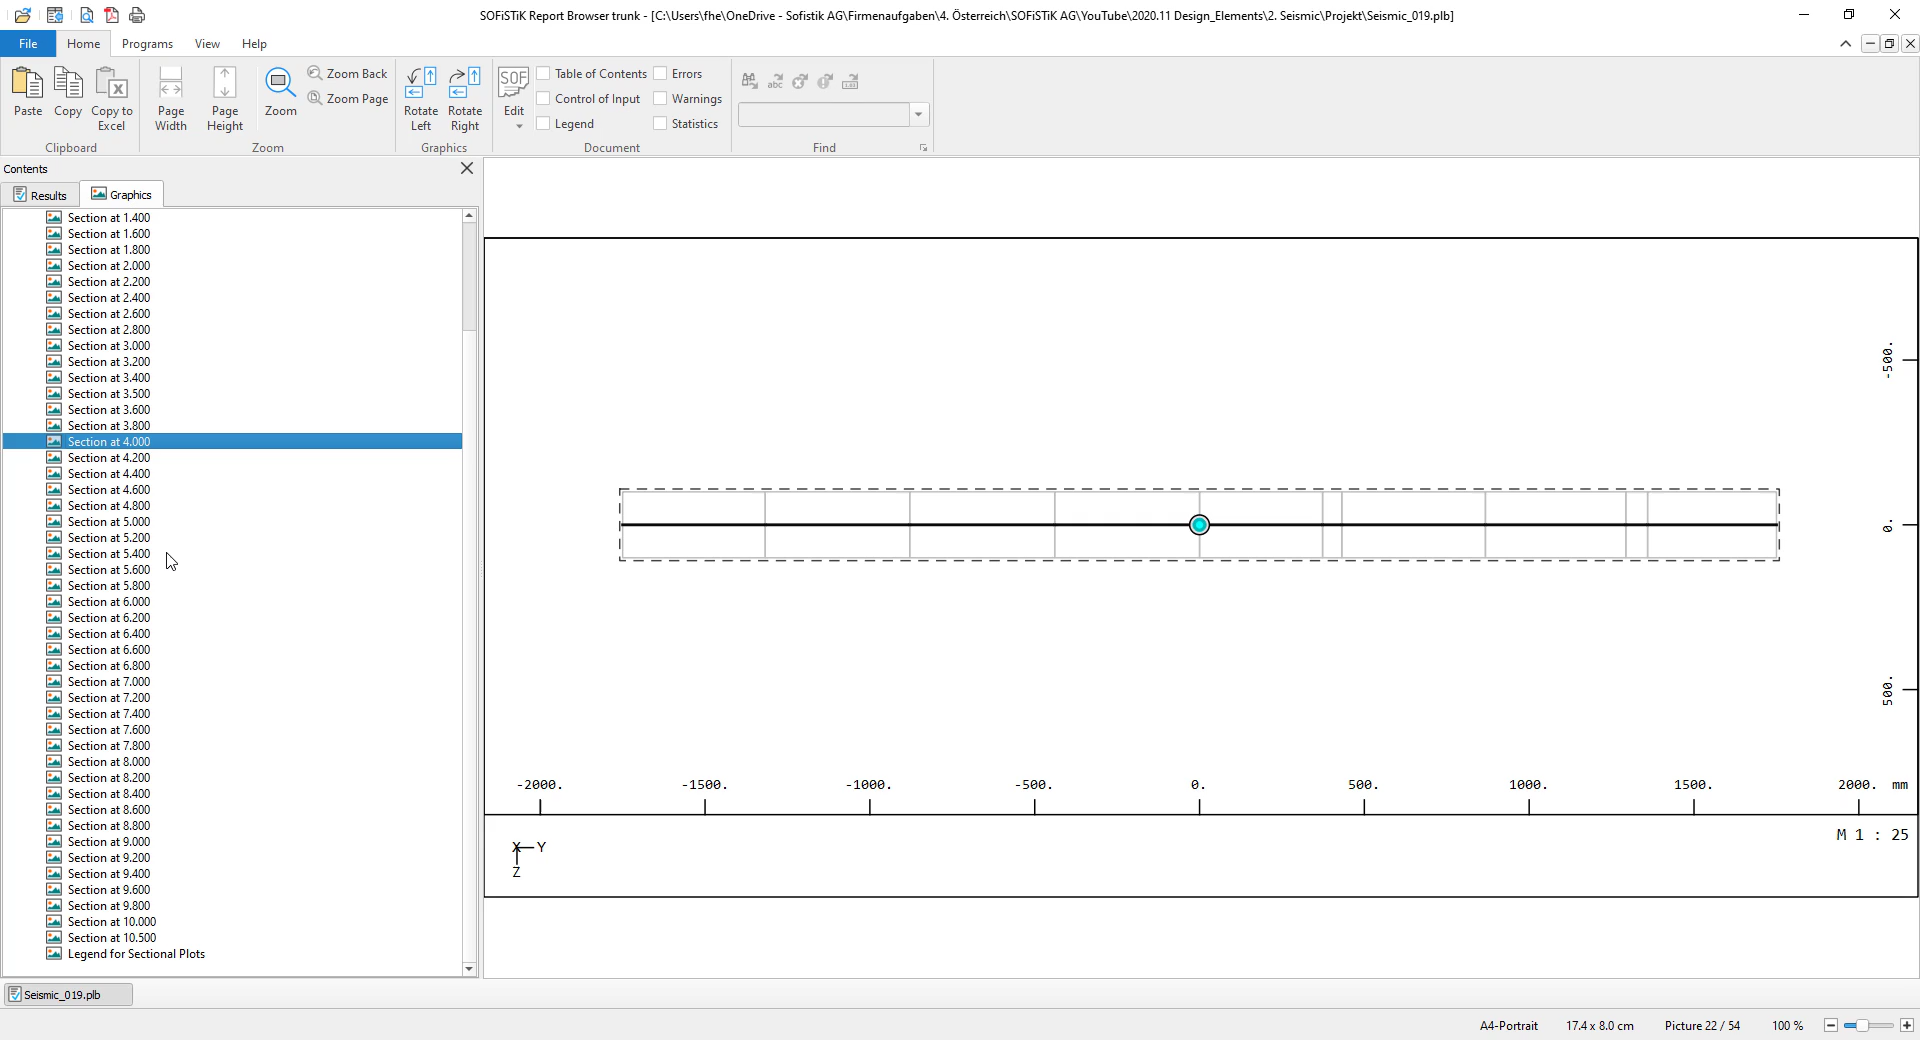 SOFiSTiK Report Browser trunk - [C:\Users\fhe\OneDrive - Sofistik AG\Firmenaufgaben\4. Österreich\SOFiSTiK AG\YouTube\2020.11 Design_Elements\2. Seismic\Projekt\Seismic_019.plb]
File Home Programs View Help
Paste Copy Copy to Excel
Page Width Page Height Zoom Zoom Back
Zoom Page
Rotate Left Rotate Right
SOF
Edit
Table of Contents Errors
Control of Input Warnings
Legend Statistics
abc
Clipboard Zoom Graphics Document Find
Contents
Results Graphics
Section at 1.400
Section at 1.600
Section at 1.800
Section at 2.000
Section at 2.200
Section at 2.400
Section at 2.600
Section at 2.800
Section at 3.000
Section at 3.200
Section at 3.400
Section at 3.500
Section at 3.600
Section at 3.800
Section at 4.000
Section at 4.200
Section at 4.400
Section at 4.600
Section at 4.800
Section at 5.000
Section at 5.200
Section at 5.400
Section at 5.600
Section at 5.800
Section at 6.000
Section at 6.200
Section at 6.400
Section at 6.600
Section at 6.800
Section at 7.000
Section at 7.200
Section at 7.400
Section at 7.600
Section at 7.800
Section at 8.000
Section at 8.200
Section at 8.400
Section at 8.600
Section at 8.800
Section at 9.000
Section at 9.200
Section at 9.400
Section at 9.600
Section at 9.800
Section at 10.000
Section at 10.500
Legend for Sectional Plots
-500.
0.
500.
-2000. -1500. -1000. -500. 0. 500. 1000. 1500. 2000. mm
M 1 : 25
X Y
Z
Seismic_019.plb
A4-Portrait 17.4 x 8.0 cm Picture 22 / 54 100 %